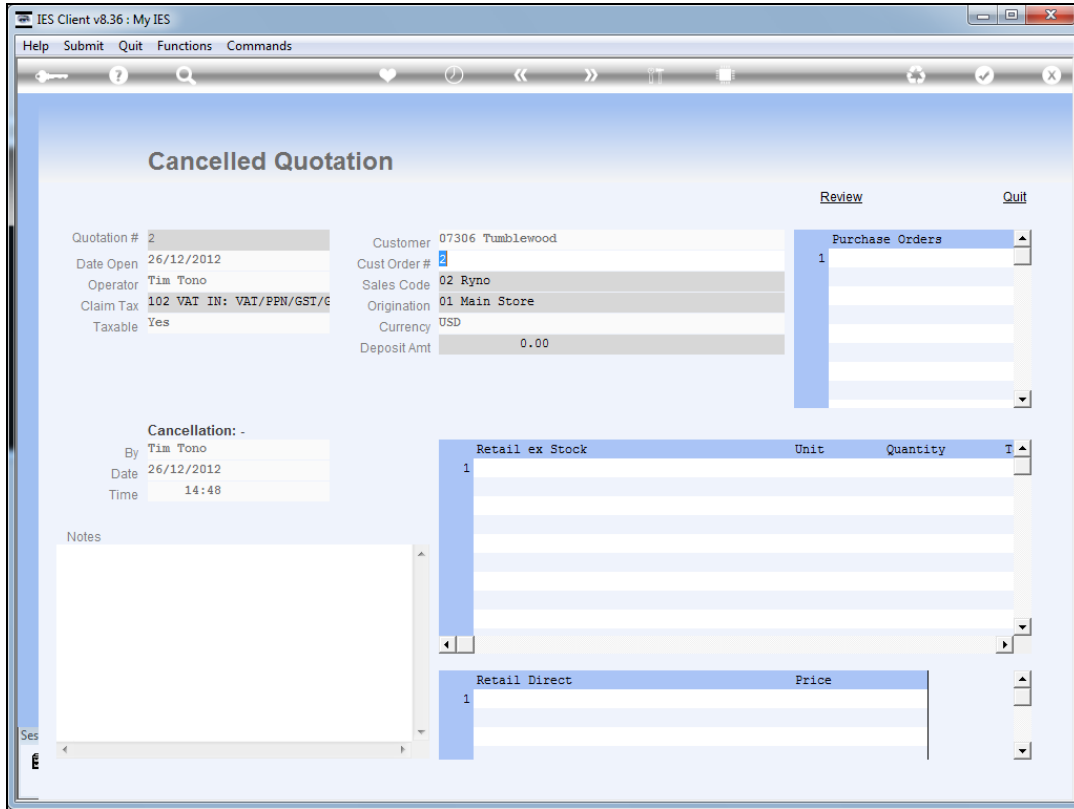 IES Client v8.36 : My IES
Help Submit Quit Functions Commands
Cancelled Quotation
Review Quit
Quotation # 2
Date Open 26/12/2012
Operator Tim Tono
Claim Tax 102 VAT IN: VAT/PPN/GST/G
Taxable Yes
Customer 07306 Tumblewood
Cust Order # 2
Sales Code 02 Ryno
Origination 01 Main Store
Currency USD
Deposit Amt 0.00
Purchase Orders
1
Cancellation: -
By Tim Tono
Date 26/12/2012
Time 14:48
Notes
Retail ex Stock Unit Quantity T
1
Retail Direct Price
1
Ses